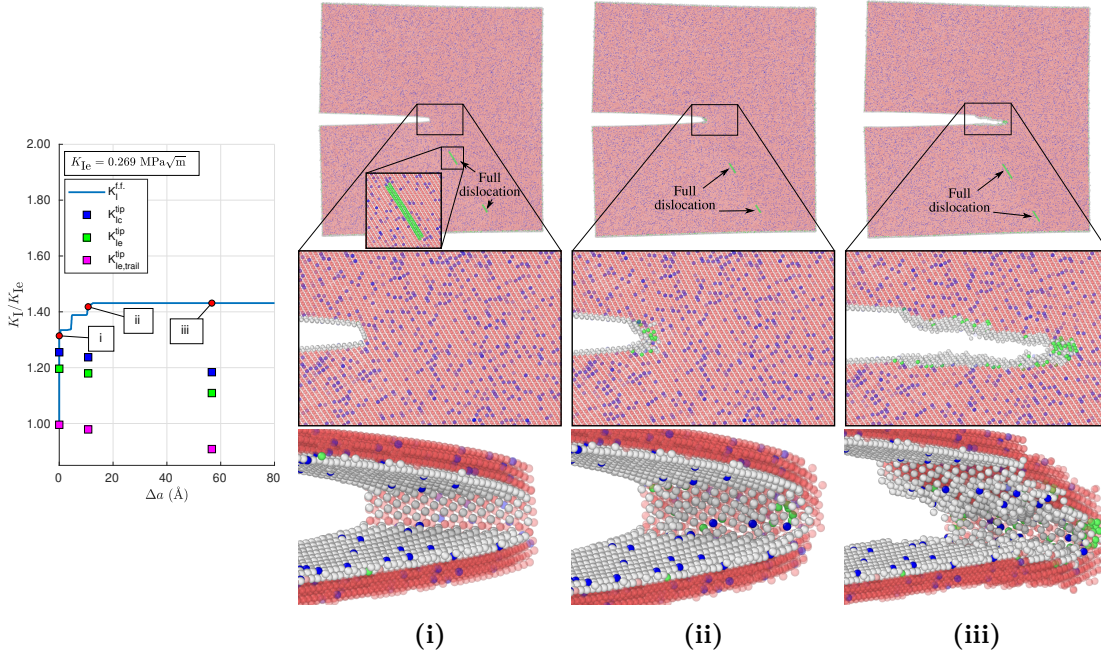 2.00
1.80
1.60
1.40
1.20
1.00
K_I/K_Ie
K_Ie = 0.269 MPa√m
K_I^{f.f.}
K_Ic^{tip}
K_Ie^{tip}
K_{Ie,trail}^{tip}
i
ii
iii
0 20 40 60 80
Δa (Å)
Full
dislocation
Full
dislocation
Full
dislocation
(i) (ii) (iii)